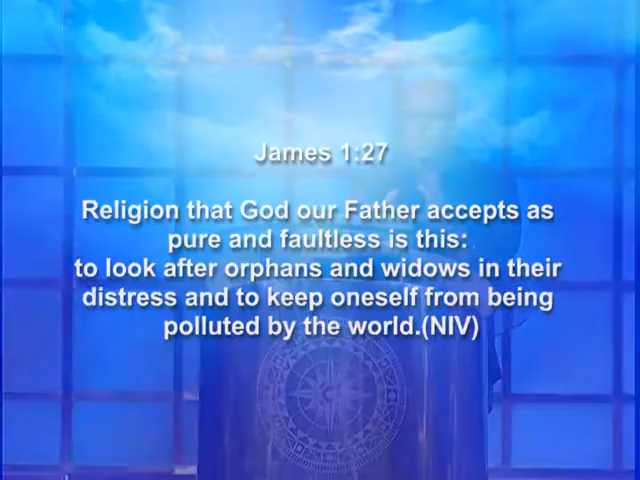 James 1:27
Religion that God our Father accepts as
pure and faultless is this:
to look after orphans and widows in their
distress and to keep oneself from being
polluted by the world.(NIV)